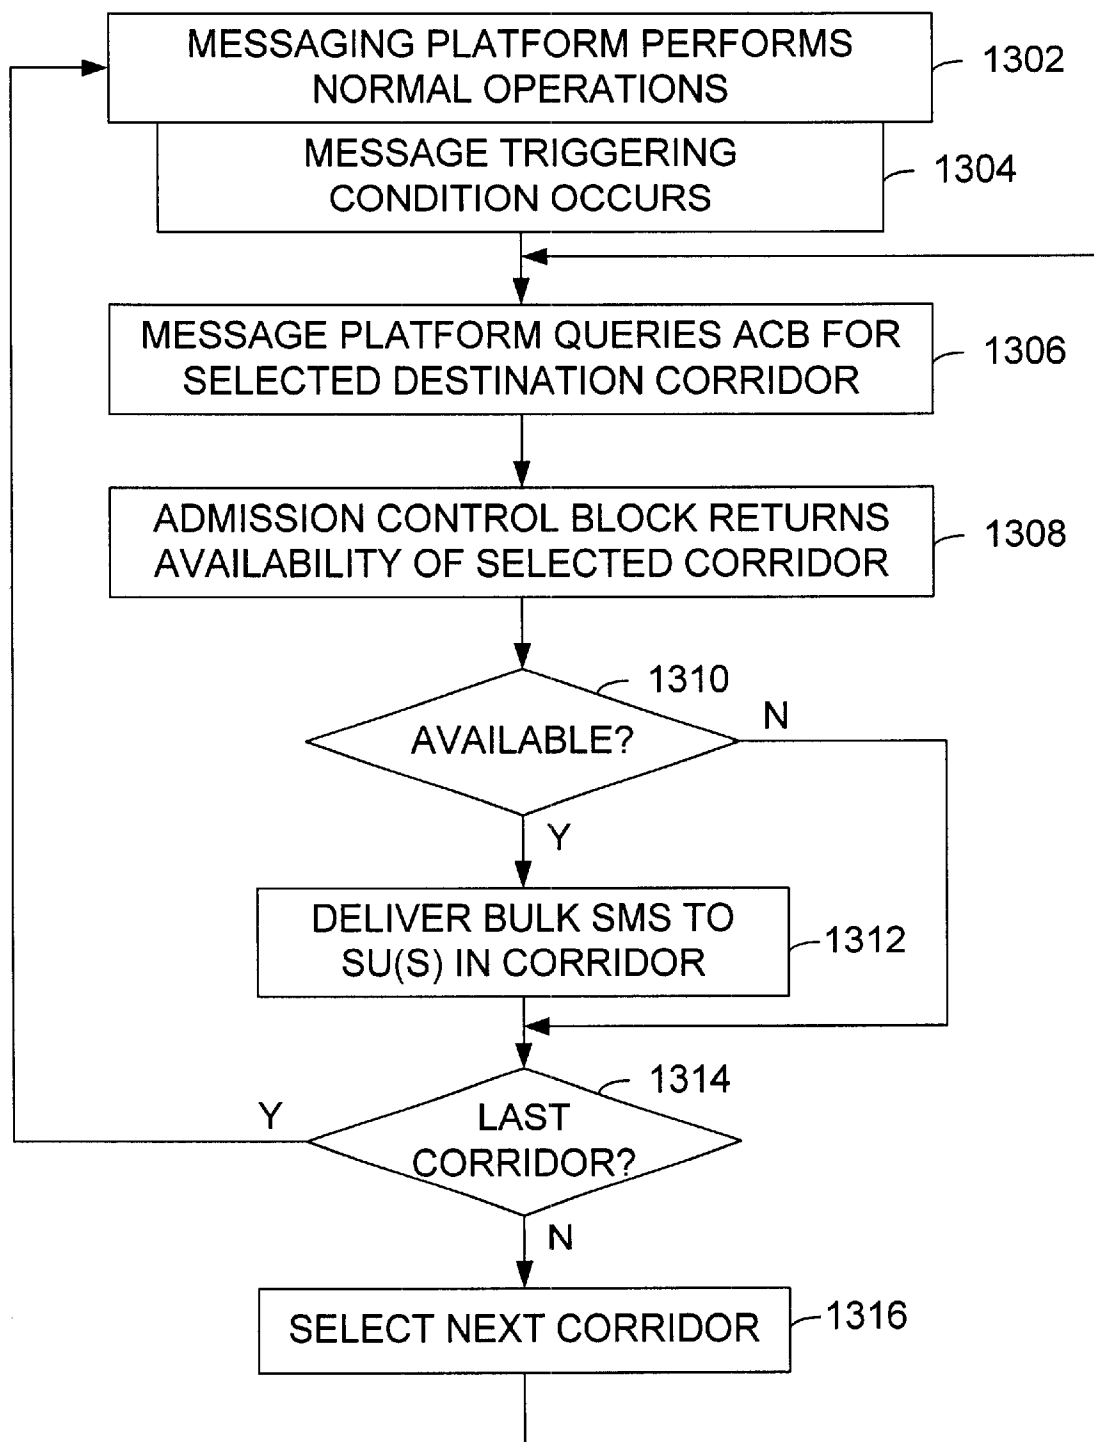 MESSAGING PLATFORM PERFORMS
NORMAL OPERATIONS
1302
MESSAGE TRIGGERING
CONDITION OCCURS
1304
MESSAGE PLATFORM QUERIES ACB FOR
SELECTED DESTINATION CORRIDOR
1306
ADMISSION CONTROL BLOCK RETURNS
AVAILABILITY OF SELECTED CORRIDOR
1308
1310
AVAILABLE?
N
Y
DELIVER BULK SMS TO
SU(S) IN CORRIDOR
1312
1314
LAST
CORRIDOR?
Y
N
SELECT NEXT CORRIDOR
1316